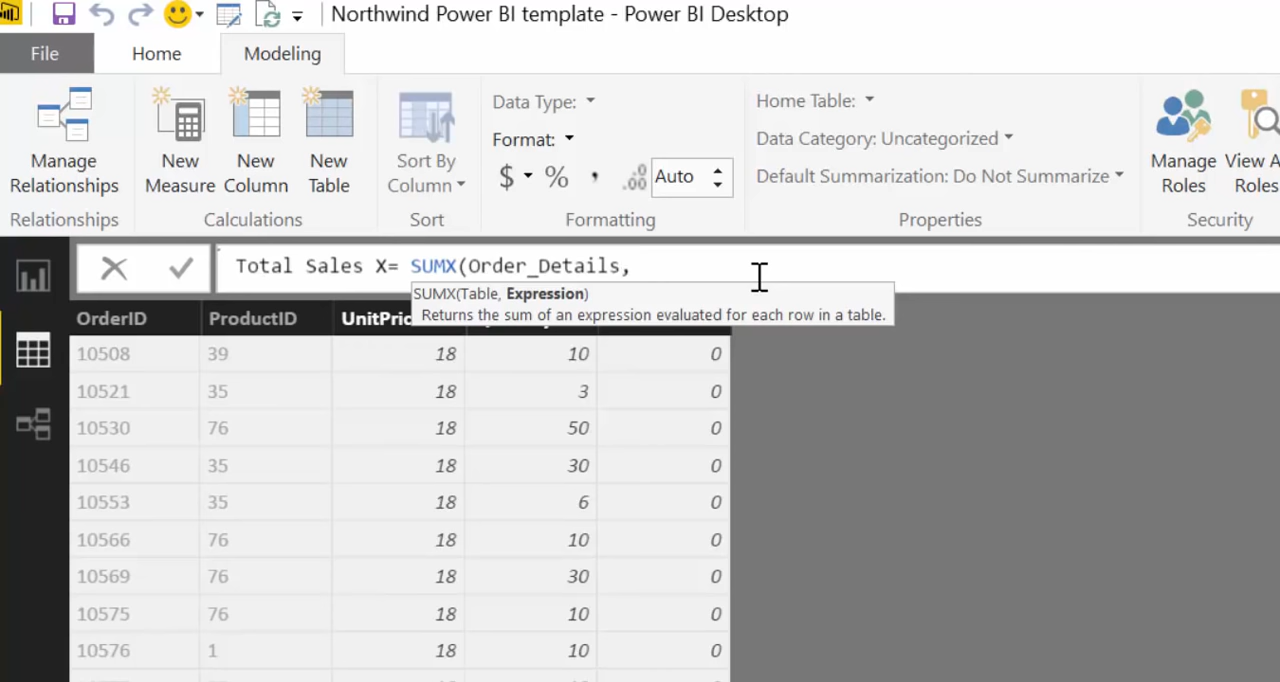 Northwind Power BI template - Power BI Desktop
File Home Modeling
Manage Relationships
New Measure
New Column
New Table
Sort By Column
Data Type:
Format:
$ % , .00 Auto
Home Table:
Data Category: Uncategorized
Default Summarization: Do Not Summarize
Manage Roles
View A
Roles
Relationships Calculations Sort Formatting Properties Security
Total Sales X= SUMX(Order_Details,
SUMX(Table, Expression)
Returns the sum of an expression evaluated for each row in a table.
OrderID ProductID UnitPric
10508 39 18 10 0
10521 35 18 3 0
10530 76 18 50 0
10546 35 18 30 0
10553 35 18 6 0
10566 76 18 10 0
10569 76 18 30 0
10575 76 18 10 0
10576 1 18 10 0